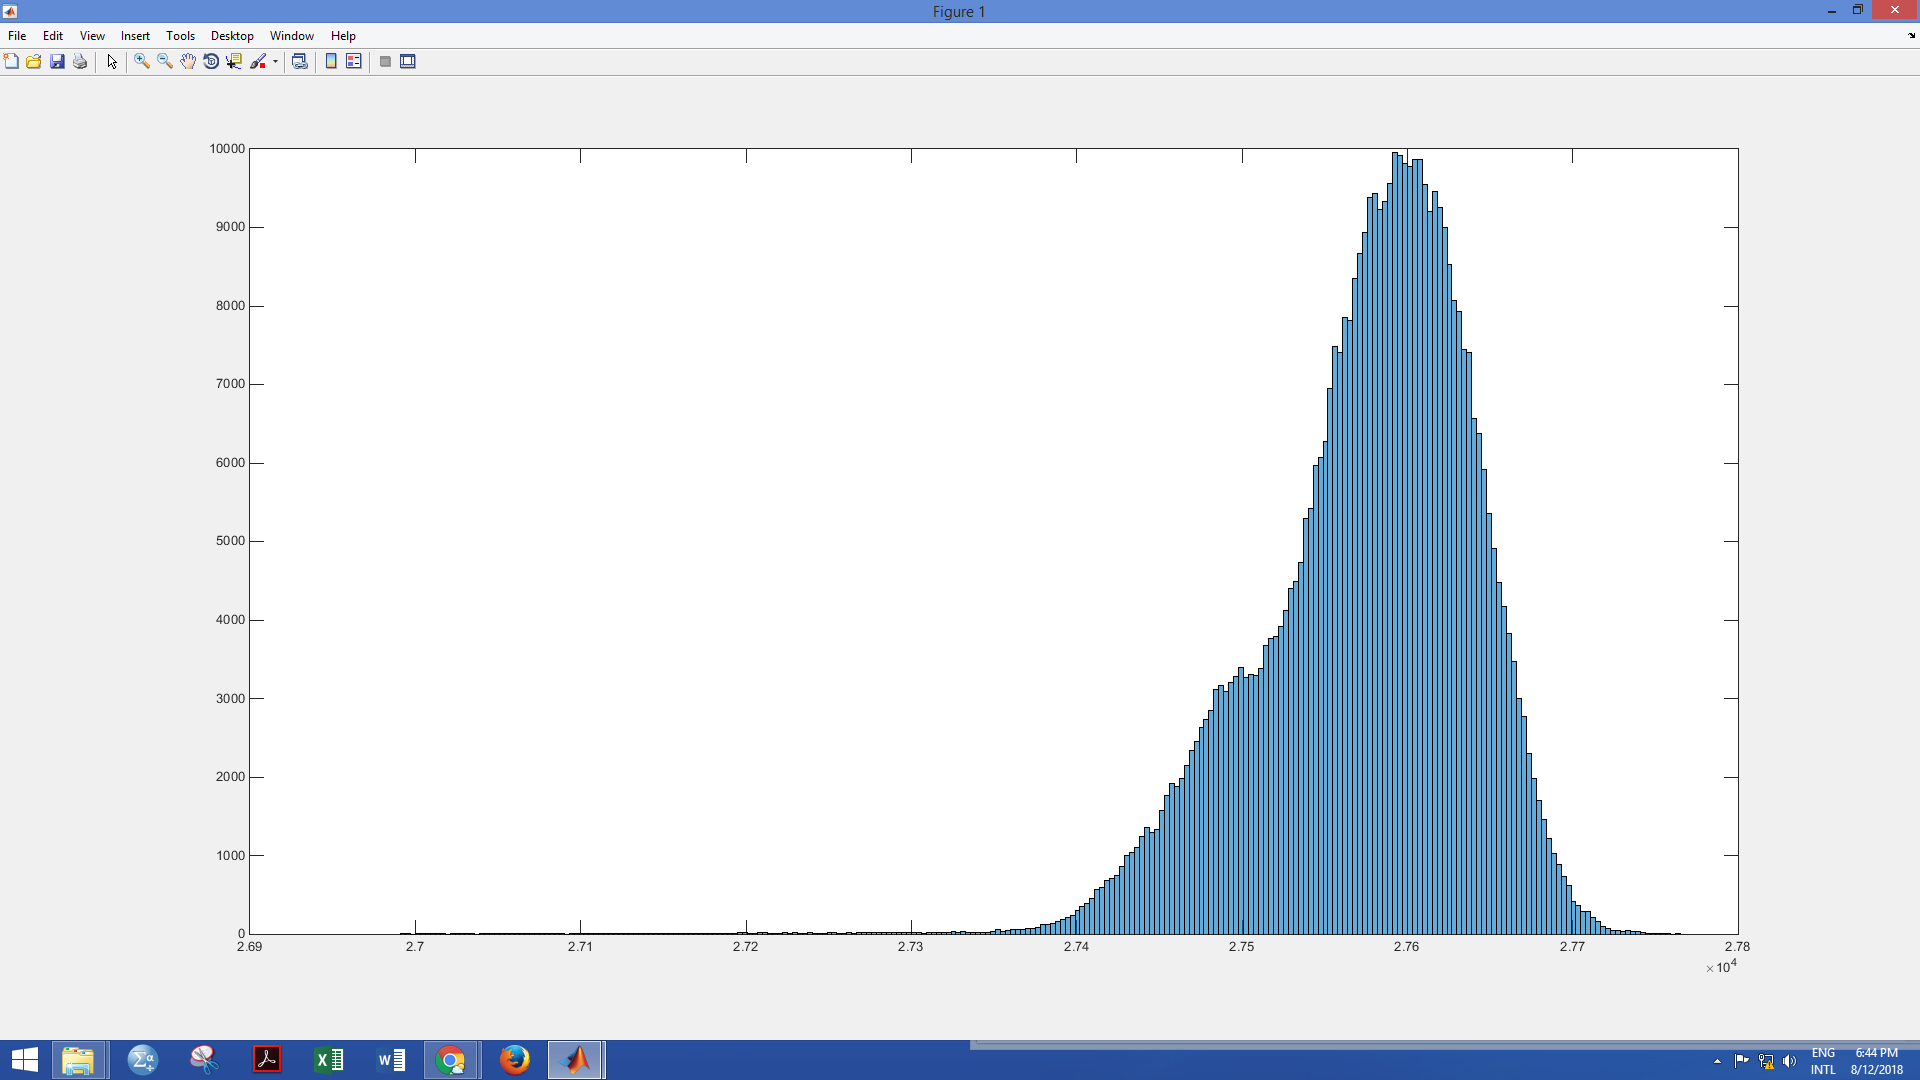 Figure 1
File Edit View Insert Tools Desktop Window Help
10000
9000
8000
7000
6000
5000
4000
3000
2000
1000
0
2.69 2.7 2.71 2.72 2.73 2.74 2.75 2.76 2.77 2.78
×10⁴
Σα
X W
ENG 6:44 PM
INTL 8/12/2018